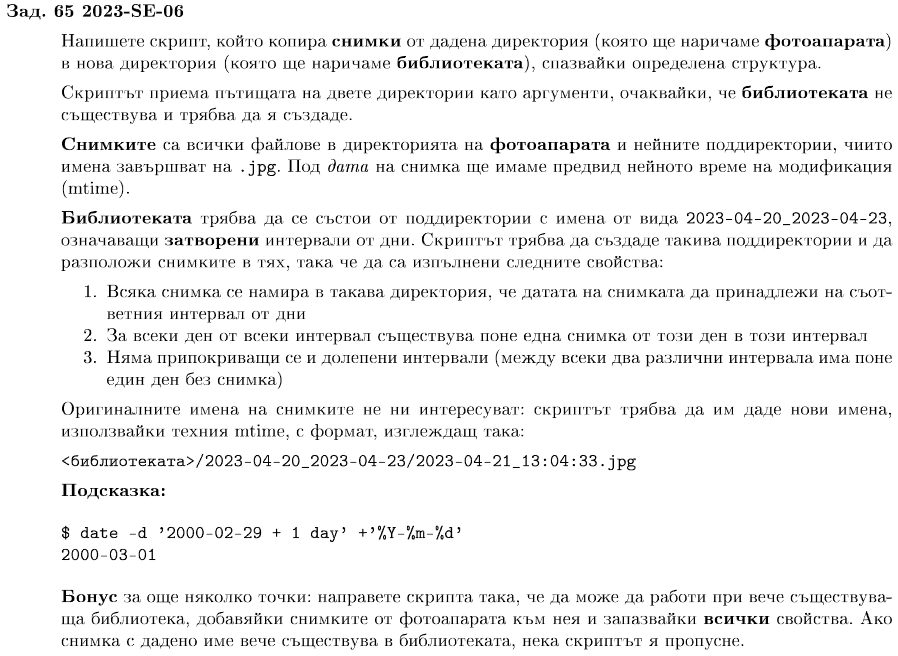 Зад. 65 2023-SE-06
Напишете скрипт, който копира снимки от дадена директория (която ще наричаме фотоапарата)
в нова директория (която ще наричаме библиотеката), спазвайки определена структура.
Скриптът приема пътищата на двете директории като аргументи, очаквайки, че библиотеката не
съществува и трябва да я създаде.
Снимките са всички файлове в директорията на фотоапарата и нейните поддиректории, чиито
имена завършват на .jpg. Под дата на снимка ще имаме предвид нейното време на модификация
(mtime).
Библиотеката трябва да се състои от поддиректории с имена от вида 2023-04-20_2023-04-23,
означаващи затворени интервали от дни. Скриптът трябва да създаде такива поддиректории и да
разположи снимките в тях, така че да са изпълнени следните свойства:
1. Всяка снимка се намира в такава директория, че датата на снимката да принадлежи на съот-
ветния интервал от дни
2. За всеки ден от всеки интервал съществува поне една снимка от този ден в този интервал
3. Няма припокриващи се и долепени интервали (между всеки два различни интервала има поне
един ден без снимка)
Оригиналните имена на снимките не ни интересуват: скриптът трябва да им даде нови имена,
използвайки техния mtime, с формат, изглеждащ така:
<библиотеката>/2023-04-20_2023-04-23/2023-04-21_13:04:33.jpg
Подсказка:
$ date -d '2000-02-29 + 1 day' +'%Y-%m-%d'
2000-03-01
Бонус за още няколко точки: направете скрипта така, че да може да работи при вече съществува-
ща библиотека, добавяйки снимките от фотоапарата към нея и запазвайки всички свойства. Ако
снимка с дадено име вече съществува в библиотеката, нека скриптът я пропусне.